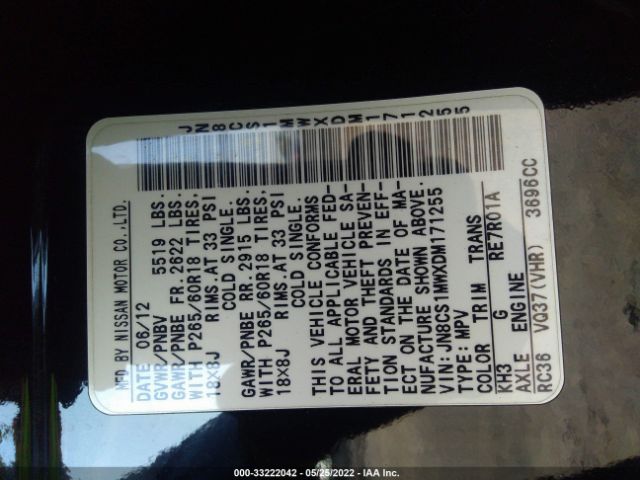 MFD BY NISSAN MOTOR CO.,LTD.
DATE 06/12
GVWR/PNBV 5519 LBS.
GAWR/PNBE FR. 2622 LBS.
WITH P265/60R18 TIRES,
18X8J RIMS.AT 33 PSI
COLD SINGLE.
GAWR/PNBE RR. 2915 LBS.
WITH P265/60R18 TIRES,
18X8J RIMS.AT 33 PSI
COLD SINGLE.
THIS VEHICLE CONFORMS
TO ALL APPLICABLE FED-
ERAL MOTOR VEHICLE SA-
FETY AND THEFT PREVEN-
TION STANDARDS IN EFF-
ECT ON THE DATE OF MA-
NUFACTURE SHOWN ABOVE.
VIN: JN8CS1MWXDM171255
TYPE: MPV
COLOR TRIM TRANS
KH3 G RE7R01A
AXLE ENGINE
RC36 VQ37(VHR) 3696CC
JN8CS1MWXDM171255
000-33222042 - 05/25/2022 - IAA Inc.